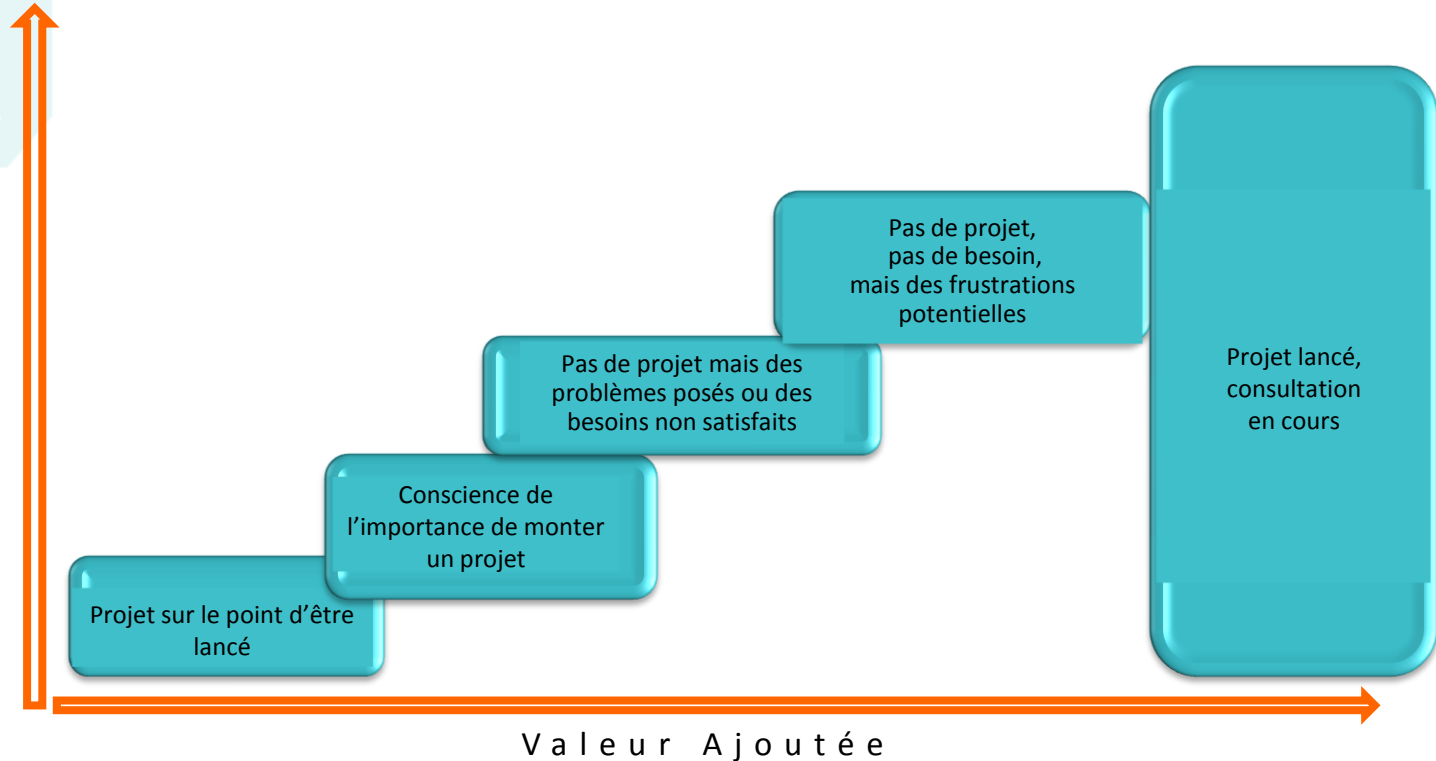 Pas de projet,
pas de besoin,
mais des frustrations
potentielles
Projet lancé,
consultation
en cours
Pas de projet mais des
problèmes posés ou des
besoins non satisfaits
Conscience de
l’importance de monter
un projet
Projet sur le point d’être
lancé
Valeur Ajoutée